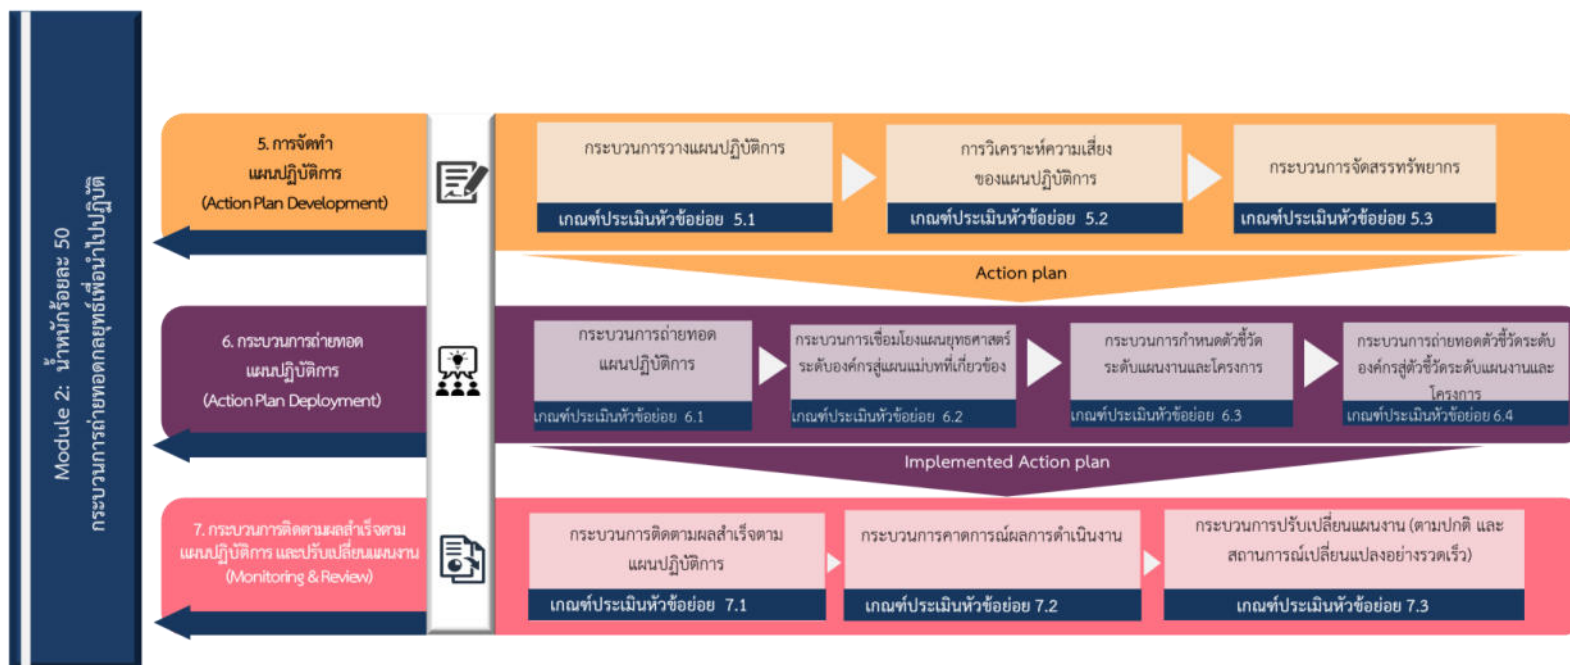 Module 2: น้ำหนักร้อยละ 50
กระบวนการถ่ายทอดกลยุทธ์เพื่อนำไปปฏิบัติ
5. การจัดทำ
แผนปฏิบัติการ
(Action Plan Development)
กระบวนการวางแผนปฏิบัติการ
เกณฑ์ประเมินหัวข้อย่อย 5.1
การวิเคราะห์ความเสี่ยง
ของแผนปฏิบัติการ
เกณฑ์ประเมินหัวข้อย่อย 5.2
กระบวนการจัดสรรทรัพยากร
เกณฑ์ประเมินหัวข้อย่อย 5.3
Action plan
6. กระบวนการถ่ายทอด
แผนปฏิบัติการ
(Action Plan Deployment)
กระบวนการถ่ายทอด
แผนปฏิบัติการ
เกณฑ์ประเมินหัวข้อย่อย 6.1
กระบวนการเชื่อมโยงแผนยุทธศาสตร์
ระดับองค์กรสู่แผนแม่บทที่เกี่ยวข้อง
เกณฑ์ประเมินหัวข้อย่อย 6.2
กระบวนการกำหนดตัวชี้วัด
ระดับแผนงานและโครงการ
เกณฑ์ประเมินหัวข้อย่อย 6.3
กระบวนการถ่ายทอดตัวชี้วัดระดับ
องค์กรสู่ตัวชี้วัดระดับแผนงานและ
โครงการ
เกณฑ์ประเมินหัวข้อย่อย 6.4
Implemented Action plan
7. กระบวนการติดตามผลสำเร็จตาม
แผนปฏิบัติการ และปรับเปลี่ยนแผนงาน
(Monitoring & Review)
กระบวนการติดตามผลสำเร็จตาม
แผนปฏิบัติการ
เกณฑ์ประเมินหัวข้อย่อย 7.1
กระบวนการคาดการณ์ผลการดำเนินงาน
เกณฑ์ประเมินหัวข้อย่อย 7.2
กระบวนการปรับเปลี่ยนแผนงาน (ตามปกติ และ
สถานการณ์เปลี่ยนแปลงอย่างรวดเร็ว)
เกณฑ์ประเมินหัวข้อย่อย 7.3